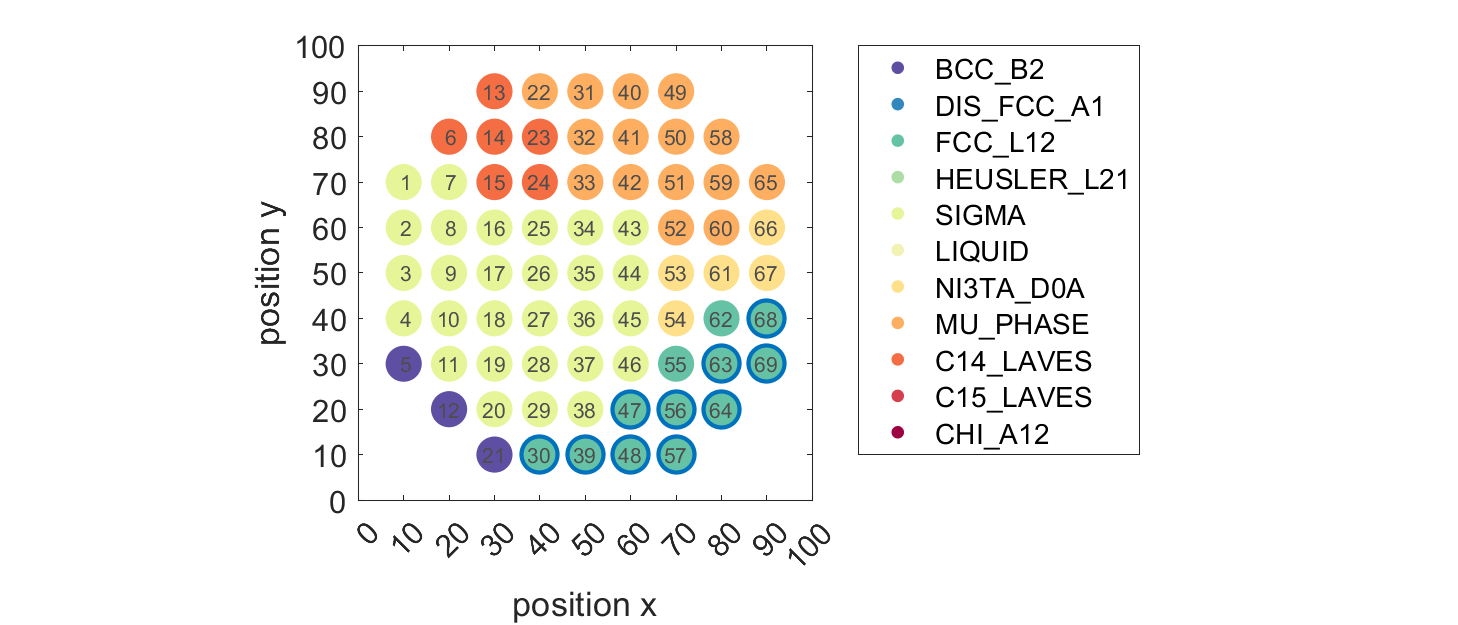 100
90
80
70
60
50
40
30
20
10
0
position y
13 22 31 40 49
6 14 23 32 41 50 58
1 7 15 24 33 42 51 59 65
2 8 16 25 34 43 52 60 66
3 9 17 26 35 44 53 61 67
4 10 18 27 36 45 54 62 68
5 11 19 28 37 46 55 63 69
12 20 29 38 47 56 64
21 30 39 48 57
0 10 20 30 40 50 60 70 80 90 100
position x
BCC_B2
DIS_FCC_A1
FCC_L12
HEUSLER_L21
SIGMA
LIQUID
NI3TA_D0A
MU_PHASE
C14_LAVES
C15_LAVES
CHI_A12